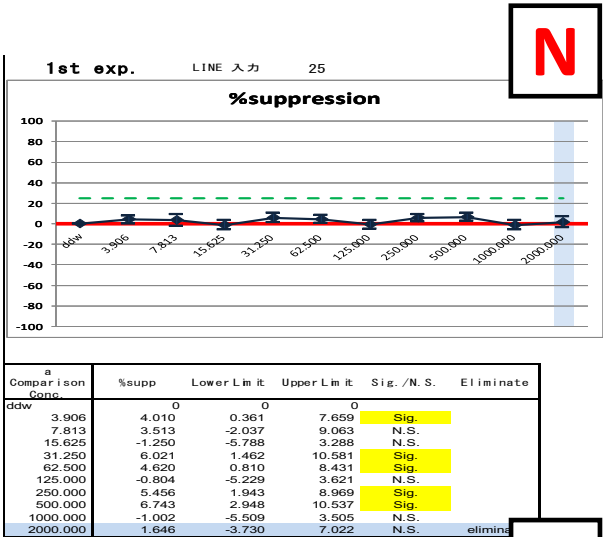 N
1st exp. LINE 入力 25
%suppression
100
80
60
40
20
0
-20
-40
-60
-80
-100
ddw 3.906 7.813 15.625 31.250 62.500 125.000 250.000 500.000 1000.000 2000.000
a
Comparison %supp LowerLimit UpperLimit Sig./N.S. Eliminate
Conc.
ddw 0 0 0
3.906 4.010 0.361 7.659 Sig.
7.813 3.513 -2.037 9.063 N.S.
15.625 -1.250 -5.788 3.288 N.S.
31.250 6.021 1.462 10.581 Sig.
62.500 4.620 0.810 8.431 Sig.
125.000 -0.804 -5.229 3.621 N.S.
250.000 5.456 1.943 8.969 Sig.
500.000 6.743 2.948 10.537 Sig.
1000.000 -1.002 -5.509 3.505 N.S.
2000.000 1.646 -3.730 7.022 N.S. elimina